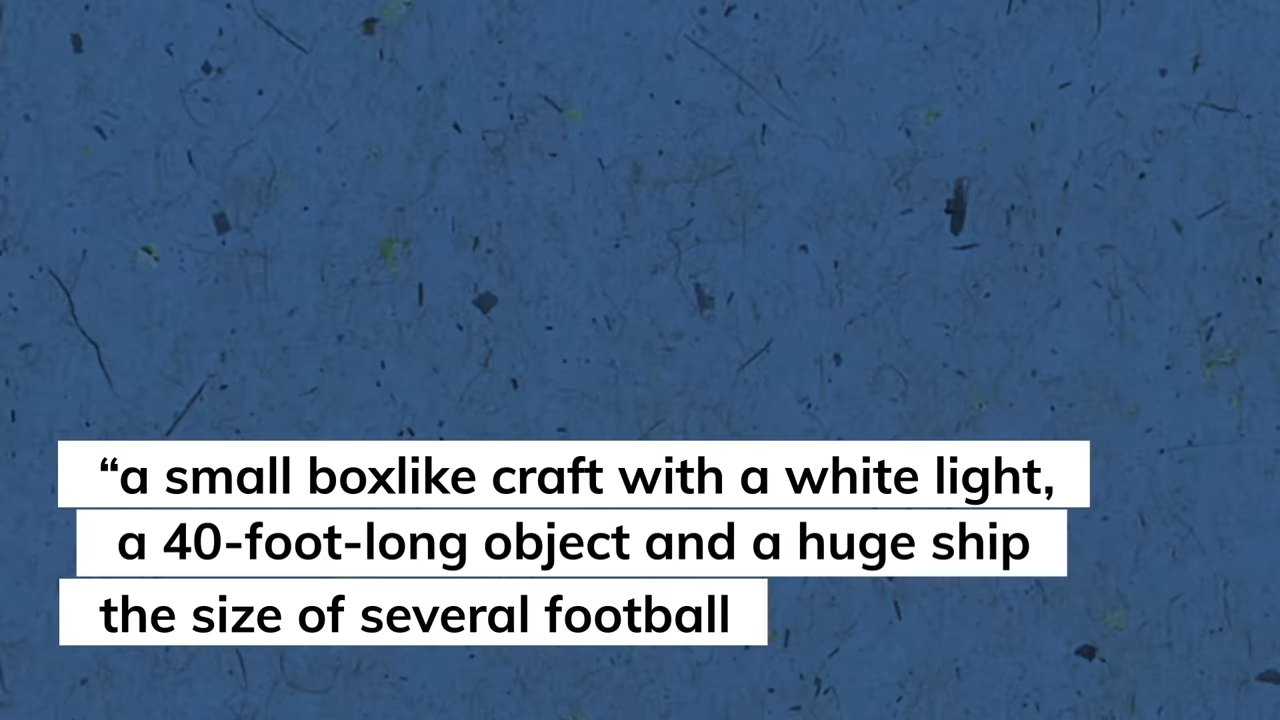 “a small boxlike craft with a white light,
a 40-foot-long object and a huge ship
the size of several football